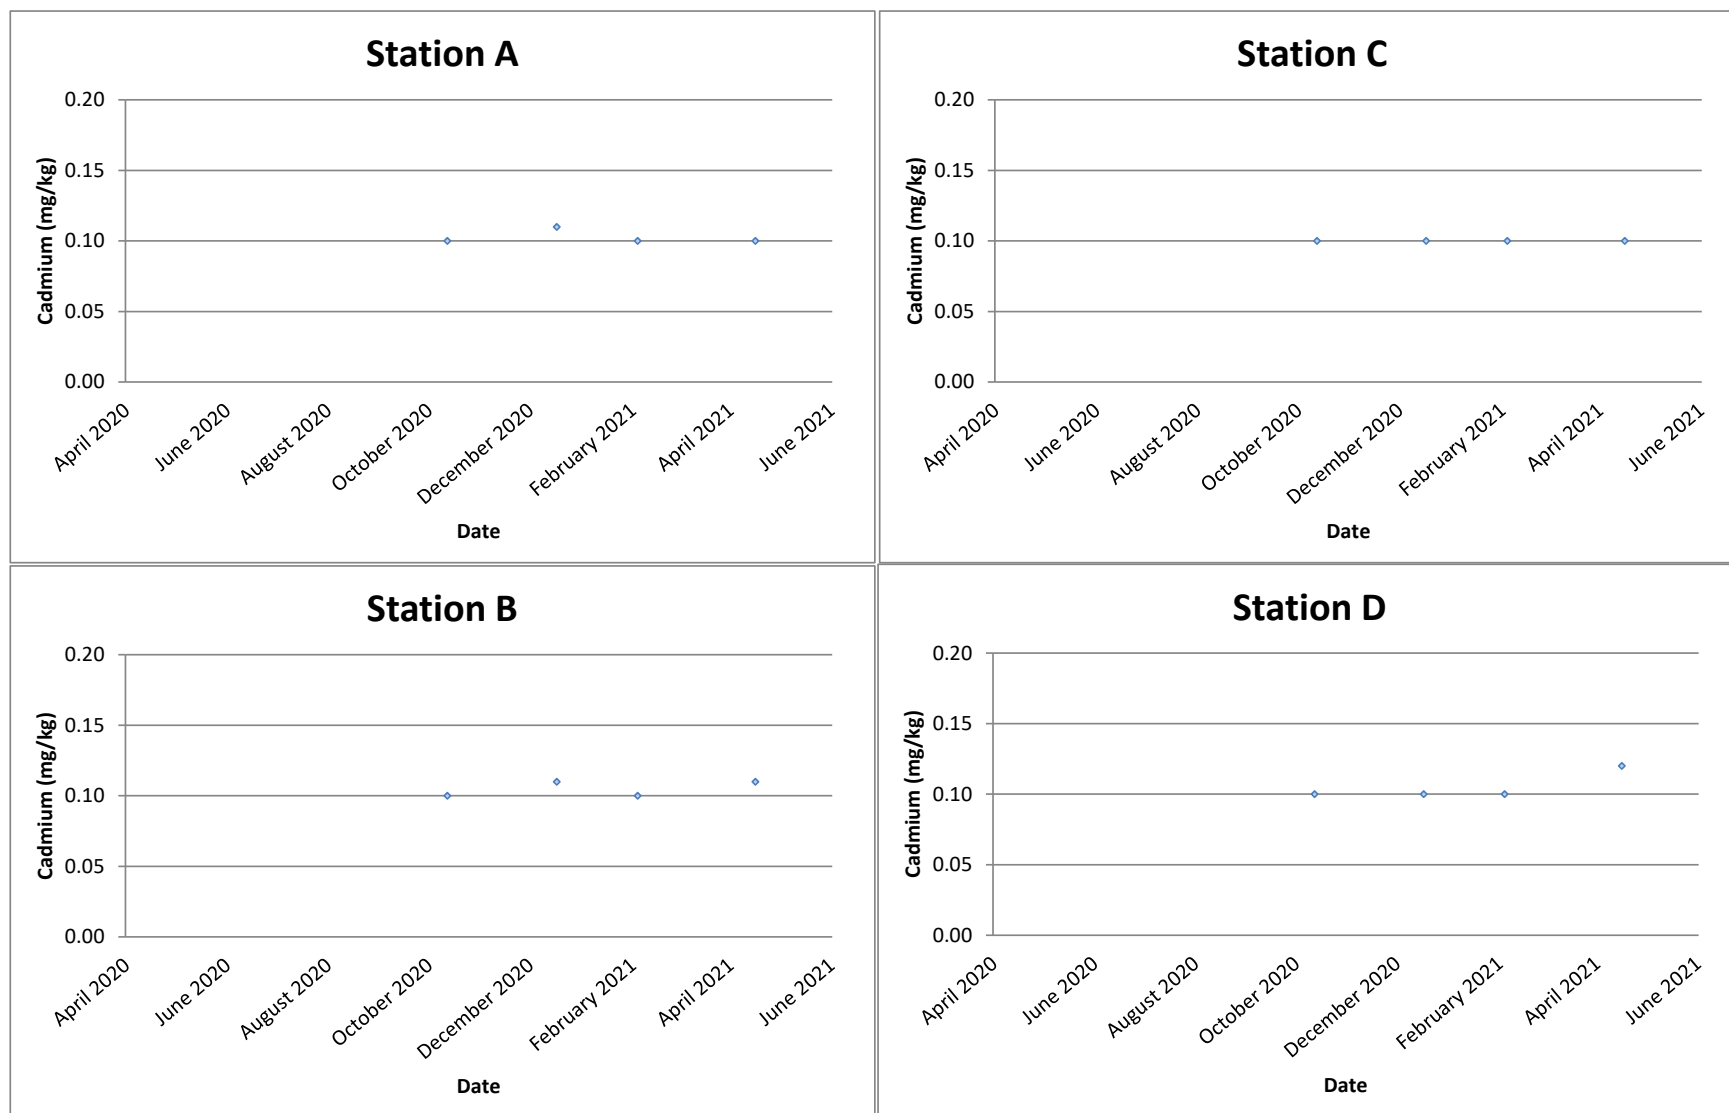 Station A
Cadmium (mg/kg)
0.20
0.15
0.10
0.05
0.00
April 2020
June 2020
August 2020
October 2020
December 2020
February 2021
April 2021
June 2021
Date
Station C
Cadmium (mg/kg)
0.20
0.15
0.10
0.05
0.00
April 2020
June 2020
August 2020
October 2020
December 2020
February 2021
April 2021
June 2021
Date
Station B
Cadmium (mg/kg)
0.20
0.15
0.10
0.05
0.00
April 2020
June 2020
August 2020
October 2020
December 2020
February 2021
April 2021
June 2021
Date
Station D
Cadmium (mg/kg)
0.20
0.15
0.10
0.05
0.00
April 2020
June 2020
August 2020
October 2020
December 2020
February 2021
April 2021
June 2021
Date